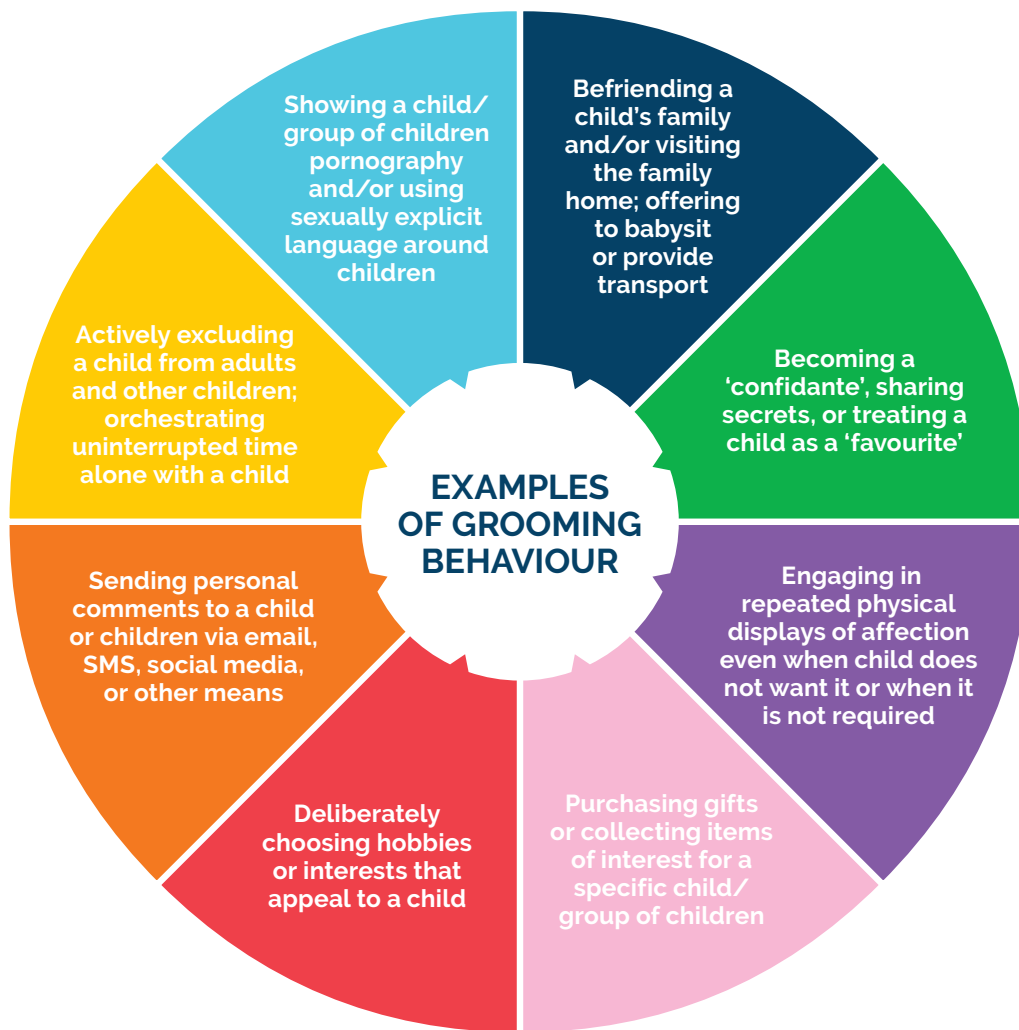 EXAMPLES
OF GROOMING
BEHAVIOUR
Befriending a
child’s family
and/or visiting
the family
home; offering
to babysit
or provide
transport
Becoming a
‘confidante’, sharing
secrets, or treating a
child as a ‘favourite’
Engaging in
repeated physical
displays of affection
even when child does
not want it or when it
is not required
Purchasing gifts
or collecting items
of interest for a
specific child/
group of children
Deliberately
choosing hobbies
or interests that
appeal to a child
Sending personal
comments to a child
or children via email,
SMS, social media,
or other means
Actively excluding
a child from adults
and other children;
orchestrating
uninterrupted time
alone with a child
Showing a child/
group of children
pornography
and/or using
sexually explicit
language around
children